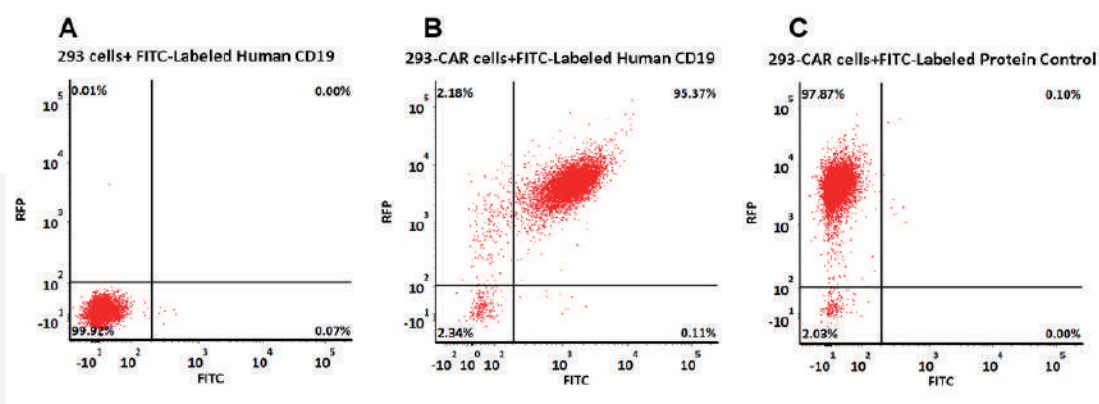 A
B
C
293 cells+ FITC-Labeled Human CD19
293-CAR cells+FITC-Labeled Human CD19
293-CAR cells+FITC-Labeled Protein Control
0.01%
0.00%
10^5
10^4
10^3
10^2
-10^1
RFP
99.92%
0.07%
-10^1 10^2 10^3 10^4 10^5
FITC
2.18%
95.37%
10^5
10^4
10^3
10^2
-10^1
RFP
2.34%
0.11%
-10^2 10^0 10^2 10^3 10^4 10^5
FITC
97.87%
0.10%
10^5
10^4
10^3
10^2
-10^1
RFP
2.03%
0.00%
-10^1 10^2 10^3 10^4 10^5
FITC